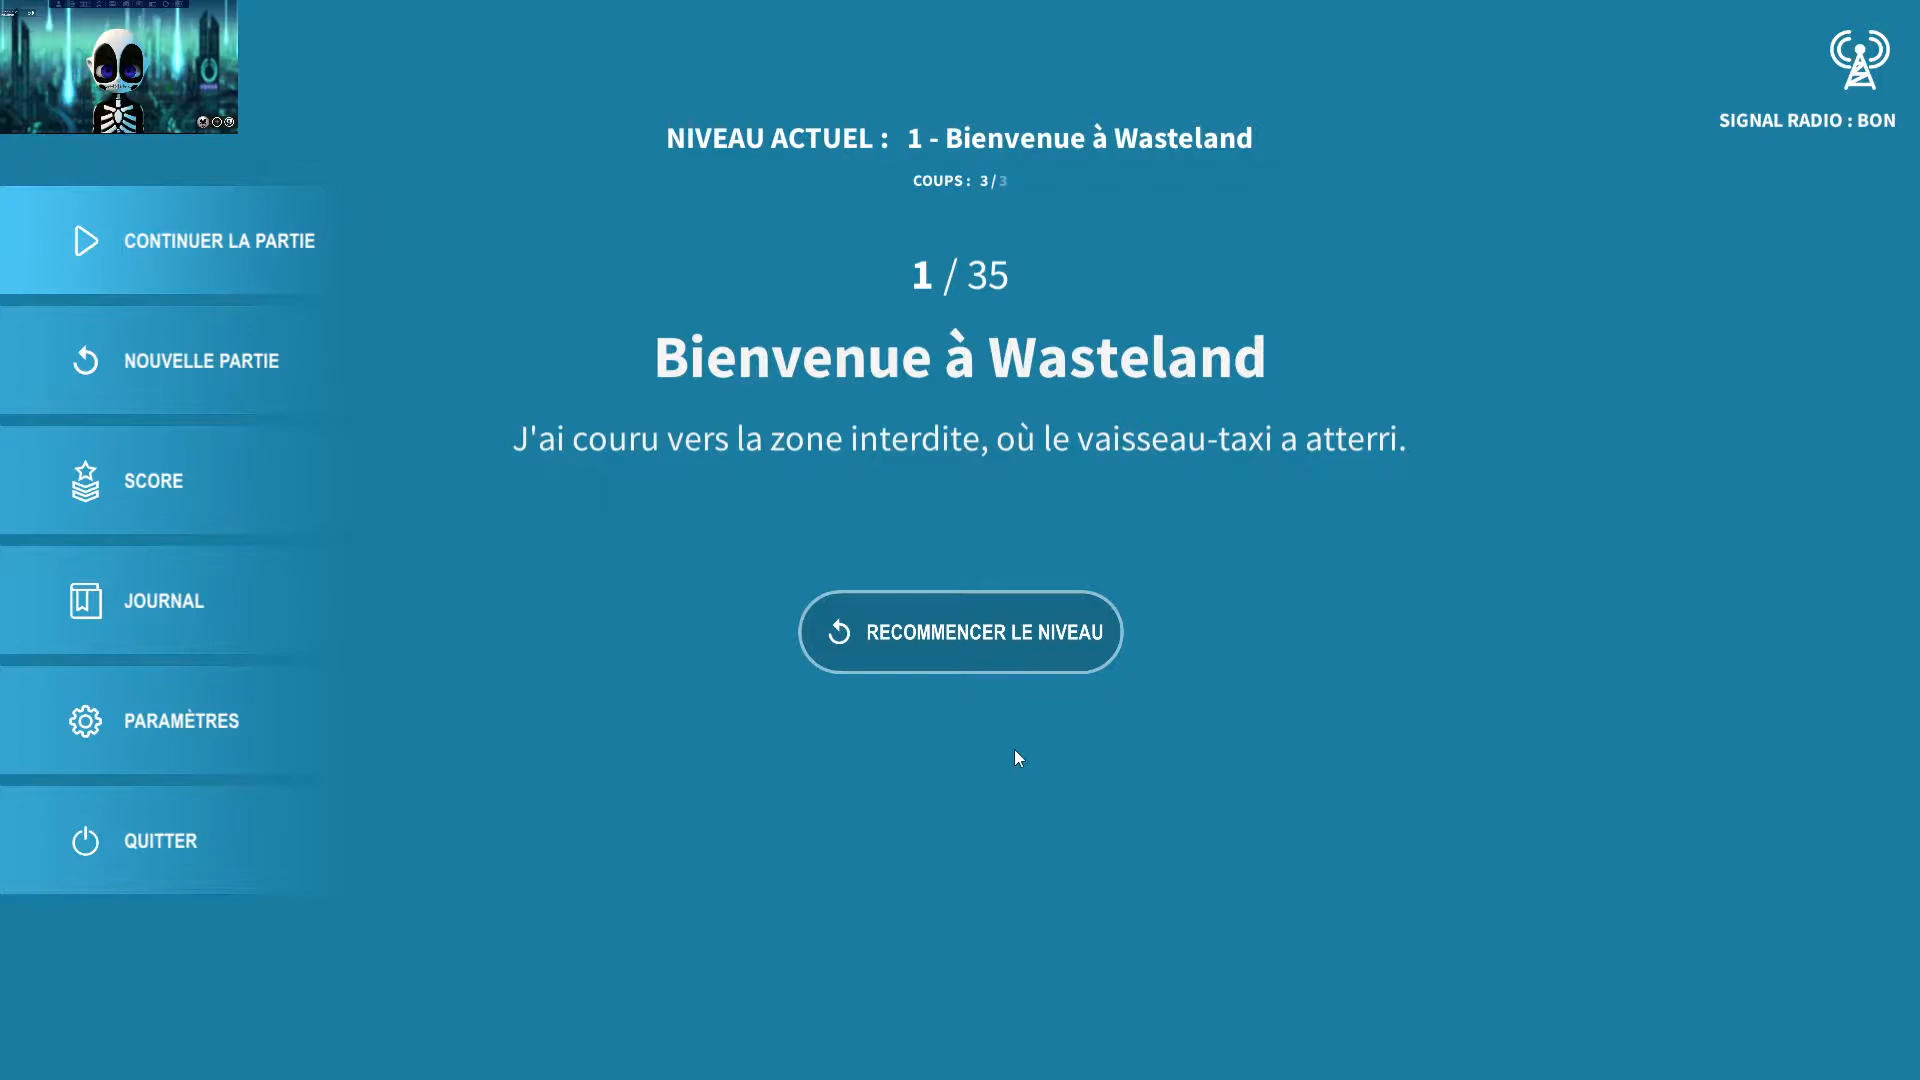 SIGNAL RADIO : BON
NIVEAU ACTUEL : 1 - Bienvenue à Wasteland
COUPS : 3 / 3
CONTINUER LA PARTIE
NOUVELLE PARTIE
SCORE
JOURNAL
PARAMÈTRES
QUITTER
1 / 35
Bienvenue à Wasteland
J'ai couru vers la zone interdite, où le vaisseau-taxi a atterri.
RECOMMENCER LE NIVEAU